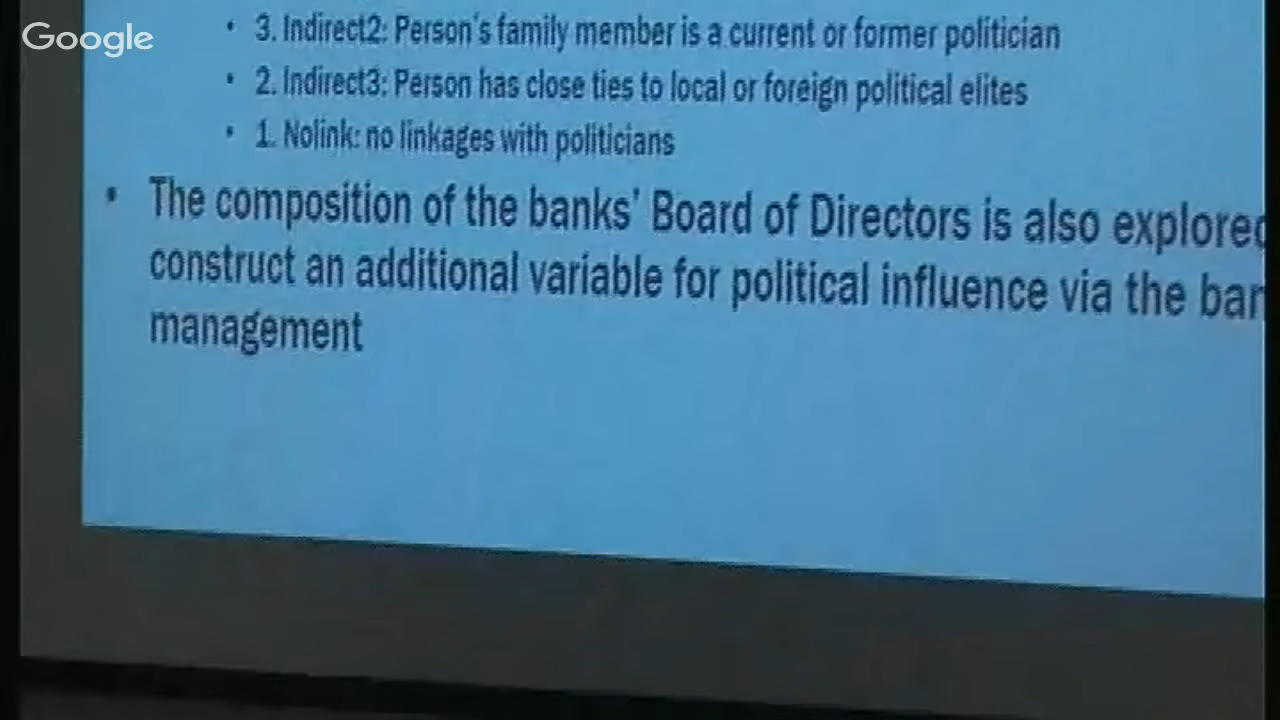 Google
• 3. Indirect2: Person's family member is a current or former politician
• 2. Indirect3: Person has close ties to local or foreign political elites
• 1. Nolink: no linkages with politicians
• The composition of the banks' Board of Directors is also explored
construct an additional variable for political influence via the
management